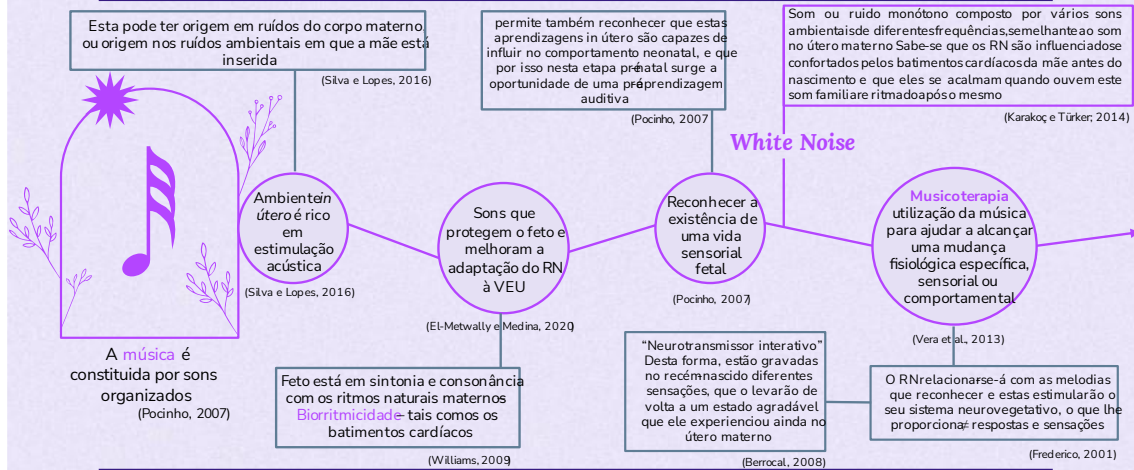 Esta pode ter origem em ruídos do corpo materno,
ou origem nos ruídos ambientais em que a mãe está
inserida
(Silva e Lopes, 2016)
permite também reconhecer que estas
aprendizagens in útero são capazes de
influir no comportamento neonatal, e que
por isso nesta etapa pré-natal surge a
oportunidade de uma pré-aprendizagem
auditiva
(Pocinho, 2007
Som ou ruido monótono composto por vários sons
ambientais de diferentes frequências, semelhante ao som
no útero materno Sabe-se que os RN são influenciados e
confortados pelos batimentos cardíacos da mãe antes do
nascimento e que eles se acalmam quando ouvem este
som familiar e ritmado após o mesmo
(Karakoç e Türker; 2014)
White Noise
Ambiente in
útero é rico
em
estimulação
acústica
(Silva e Lopes, 2016)
Sons que
protegem o feto e
melhoram a
adaptação do RN
à VEU
(El-Metwally e Medina, 2020)
Reconhecer a
existência de
uma vida
sensorial
fetal
(Pocinho, 2007)
Musicoterapia
utilização da música
para ajudar a alcançar
uma mudança
fisiológica específica,
sensorial ou
comportamental
(Vera et al., 2013)
A música é
constituida por sons
organizados
(Pocinho, 2007)
Feto está em sintonia e consonância
com os ritmos naturais maternos -
Biorritmicidade – tais comos os
batimentos cardíacos
(Williams, 2009)
“Neurotransmissor interativo”
Desta forma, estão gravadas
no recém-nascido diferentes
sensações, que o levarão de
volta a um estado agradável
que ele experienciou ainda no
útero materno
(Berrocal, 2008)
O RN relacionar-se-á com as melodias
que reconhecer e estas estimularão o
seu sistema neurovegetativo, o que lhe
proporciona respostas e sensações
(Frederico, 2001)